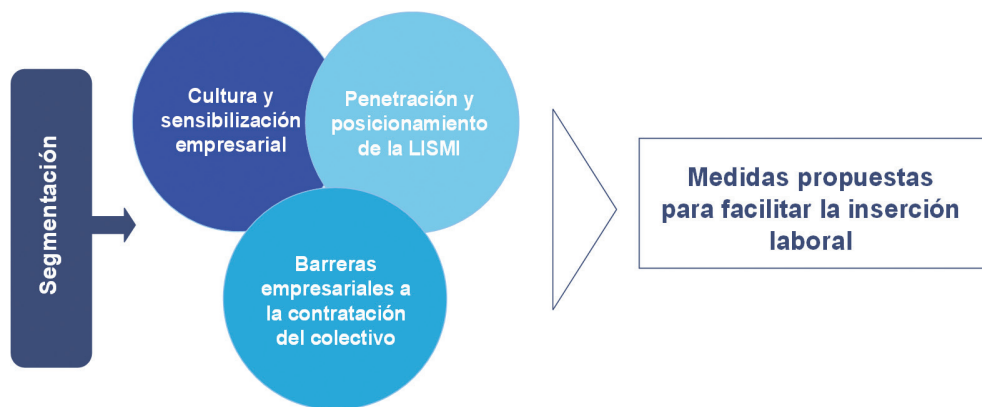 Segmentación
Cultura y
sensibilización
empresarial
Penetración y
posicionamiento
de la LISMI
Barreras
empresariales a
la contratación
del colectivo
Medidas propuestas
para facilitar la inserción
laboral